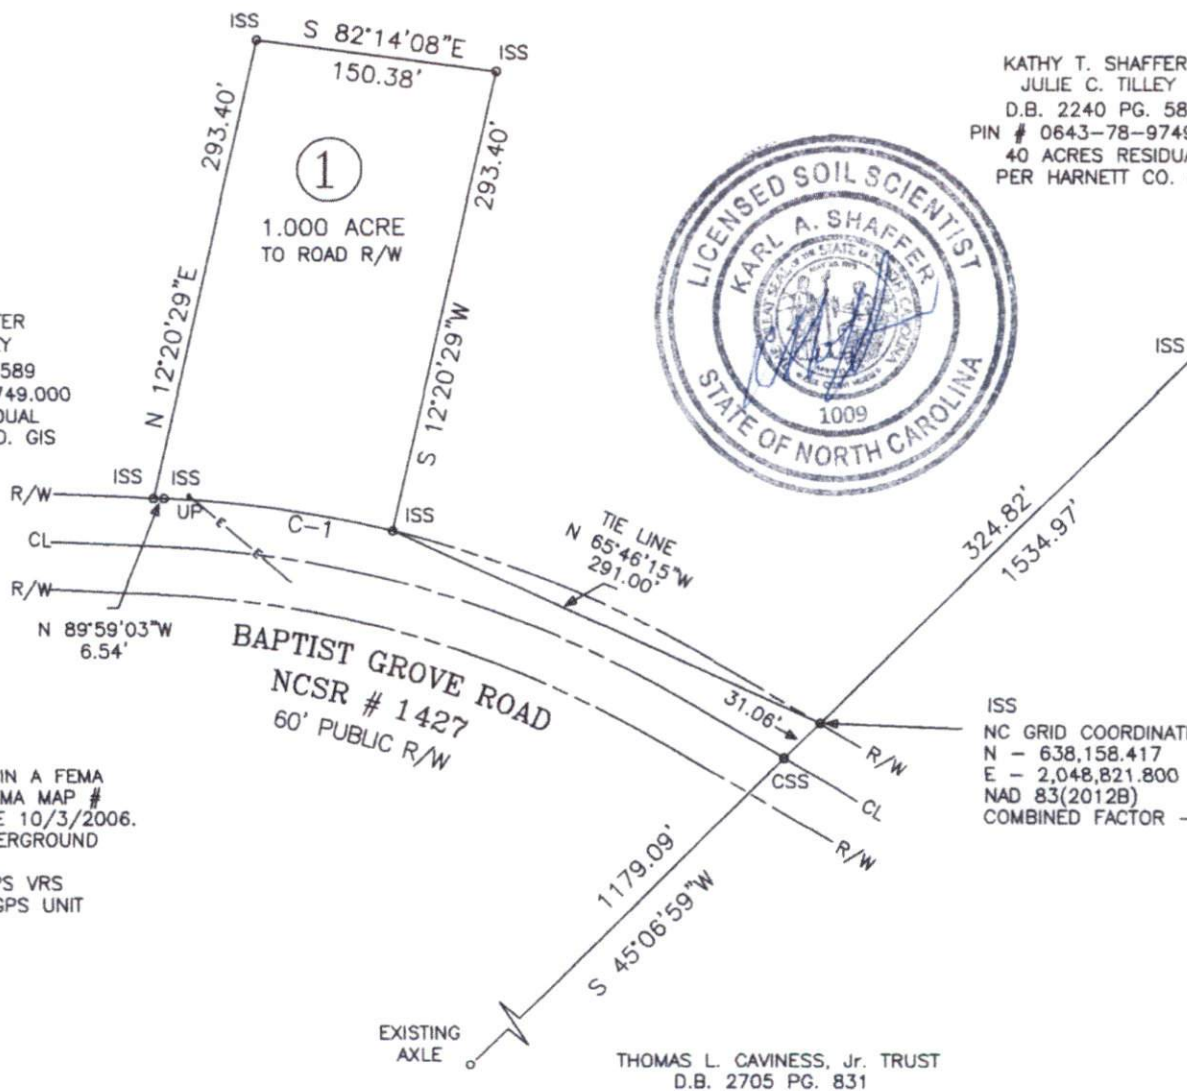 ISS
S 82°14'08"E
150.38'
ISS
293.40'
293.40'
1
1.000 ACRE
TO ROAD R/W
N 12°20'29"E
S 12°20'29"W
KATHY T. SHAFFER
JULIE C. TILLEY
D.B. 2240 PG. 58
PIN # 0643-78-9749
40 ACRES RESIDUA
PER HARNETT CO.
LICENSED SOIL SCIENTIST
KARL A. SHAFFER
1009
STATE OF NORTH CAROLINA
TER
Y
589
749.000
DUAL
O. GIS
ISS
ISS
ISS
R/W
UP
E
E
C-1
ISS
CL
R/W
N 89°59'03"W
6.54'
TIE LINE
N 65°46'15"W
291.00'
324.82'
1534.97'
BAPTIST GROVE ROAD
NCSR # 1427
60' PUBLIC R/W
31.06'
CSS
R/W
CL
R/W
ISS
NC GRID COORDINAT
N - 638,158.417
E - 2,048,821.800
NAD 83(2012B)
COMBINED FACTOR -
IN A FEMA
MA MAP #
E 10/3/2006.
ERGROUND
PS VRS
GPS UNIT
1179.09'
S 45°06'59"W
EXISTING
AXLE
THOMAS L. CAVINESS, Jr. TRUST
D.B. 2705 PG. 831